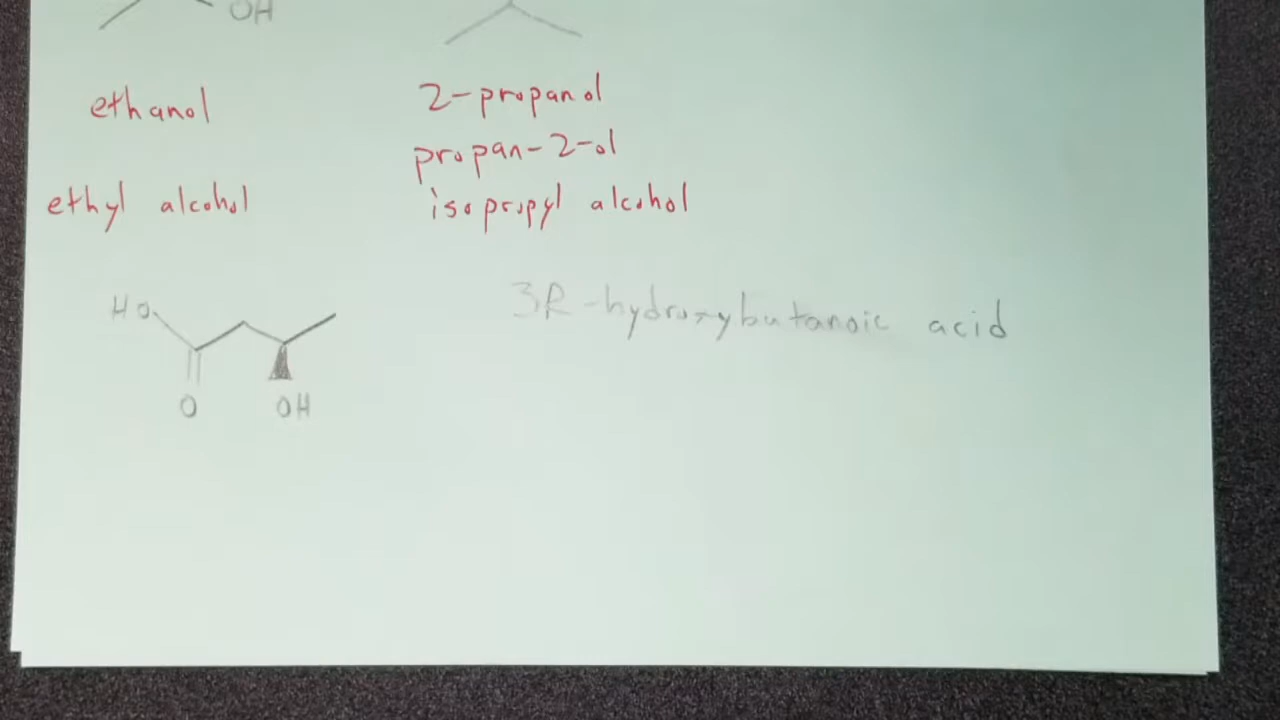 OH
ethanol
2-propanol
propan-2-ol
ethyl alcohol
isopropyl alcohol
HO
3R-hydroxybutanoic acid
O
OH